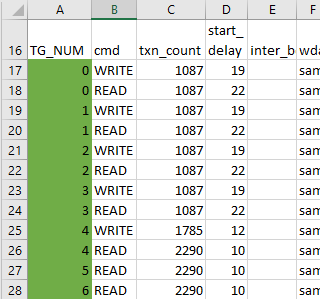 A B C D E F
16 TG_NUM cmd txn_count start_delay inter_b wda
17 0 WRITE 1087 19 sam
18 0 READ 1087 22 sam
19 1 WRITE 1087 19 sam
20 1 READ 1087 22 sam
21 2 WRITE 1087 19 sam
22 2 READ 1087 22 sam
23 3 WRITE 1087 19 sam
24 3 READ 1087 22 sam
25 4 WRITE 1785 12 sam
26 4 READ 2290 10 sam
27 5 READ 2290 10 sam
28 6 READ 2290 10 sam